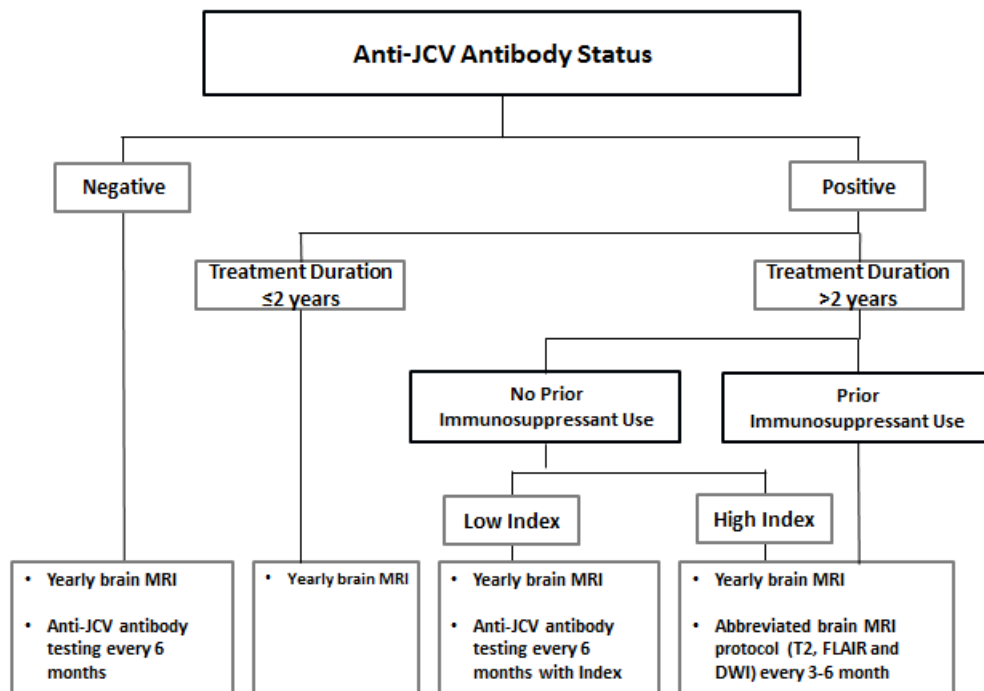 Anti-JCV Antibody Status
Negative
Positive
Treatment Duration
≤2 years
Treatment Duration
>2 years
No Prior
Immunosuppressant Use
Prior
Immunosuppressant Use
Low Index
High Index
• Yearly brain MRI
• Anti-JCV antibody
testing every 6
months
• Yearly brain MRI
• Yearly brain MRI
• Anti-JCV antibody
testing every 6
months with Index
• Yearly brain MRI
• Abbreviated brain MRI
protocol (T2, FLAIR and
DWI) every 3-6 month